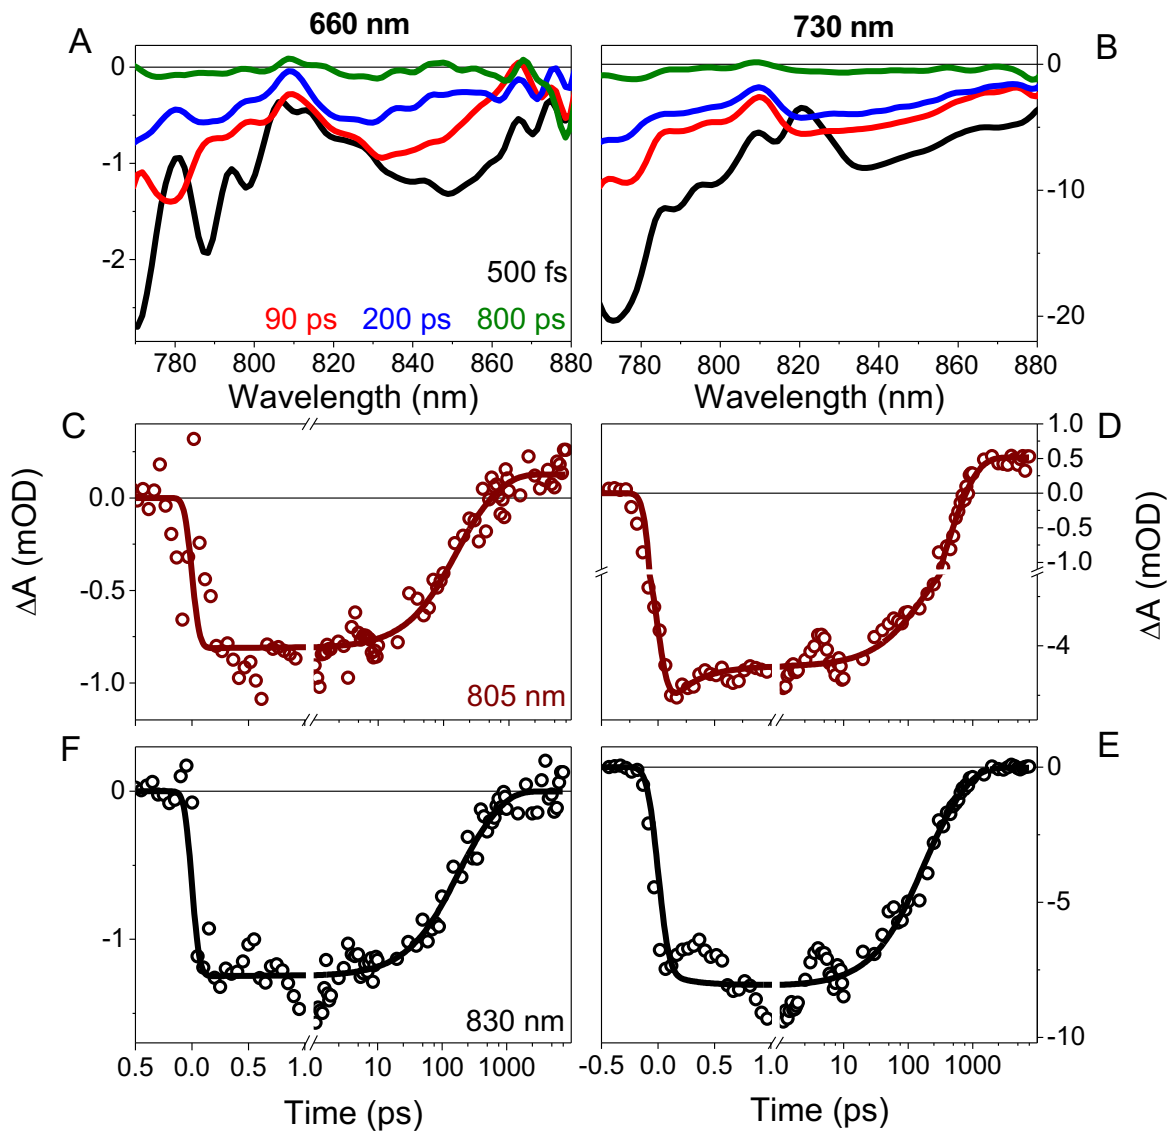 660 nm
730 nm
A
B
0
-1
-2
0
-10
-20
500 fs
90 ps
200 ps
800 ps
780
800
820
840
860
880
780
800
820
840
860
880
Wavelength (nm)
Wavelength (nm)
C
D
0.0
-0.5
-1.0
1.0
0.5
0.0
-0.5
-1.0
-4
ΔA (mOD)
ΔA (mOD)
805 nm
F
E
0
-1
0
-5
-10
830 nm
0.5
0.0
0.5
1.0
10
100
1000
-0.5
0.0
0.5
1.0
10
100
1000
Time (ps)
Time (ps)